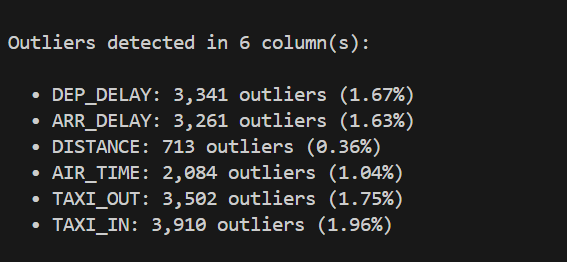 Outliers detected in 6 column(s):
• DEP_DELAY: 3,341 outliers (1.67%)
• ARR_DELAY: 3,261 outliers (1.63%)
• DISTANCE: 713 outliers (0.36%)
• AIR_TIME: 2,084 outliers (1.04%)
• TAXI_OUT: 3,502 outliers (1.75%)
• TAXI_IN: 3,910 outliers (1.96%)